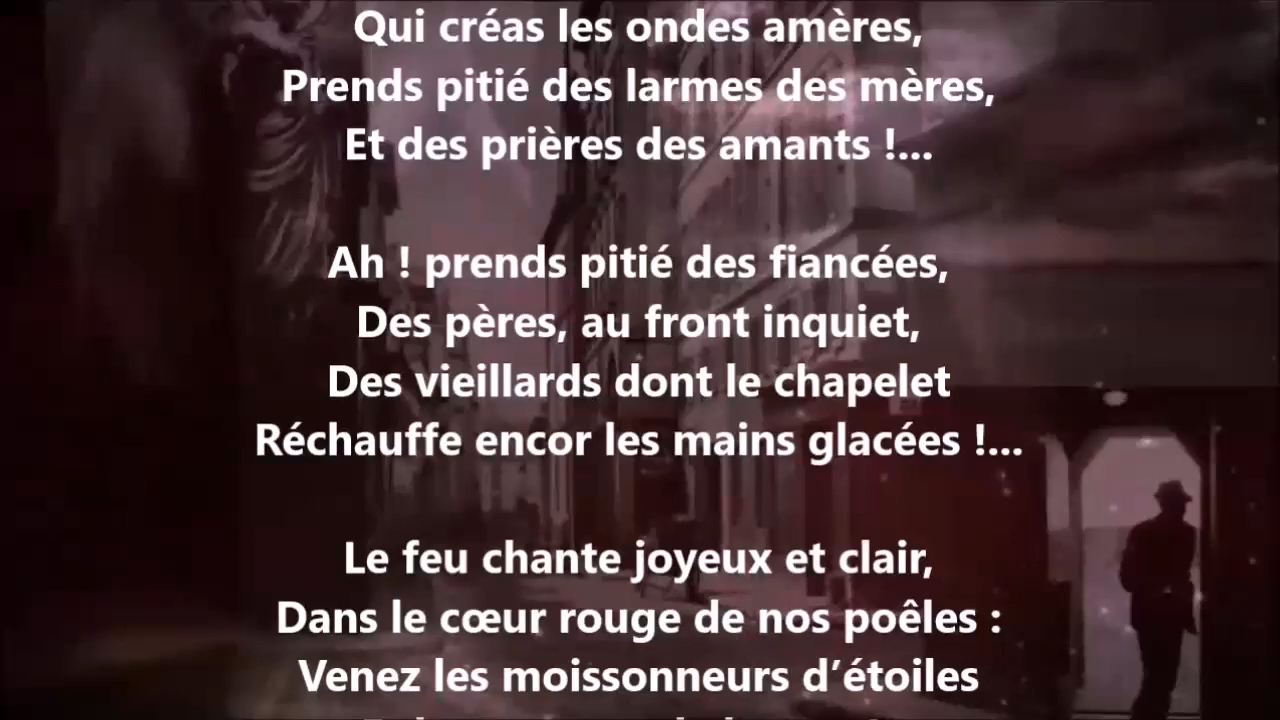 Qui créas les ondes amères,
Prends pitié des larmes des mères,
Et des prières des amants !...
Ah ! prends pitié des fiancées,
Des pères, au front inquiet,
Des vieillards dont le chapelet
Réchauffe encor les mains glacées !...
Le feu chante joyeux et clair,
Dans le cœur rouge de nos poêles :
Venez les moissonneurs d’étoiles